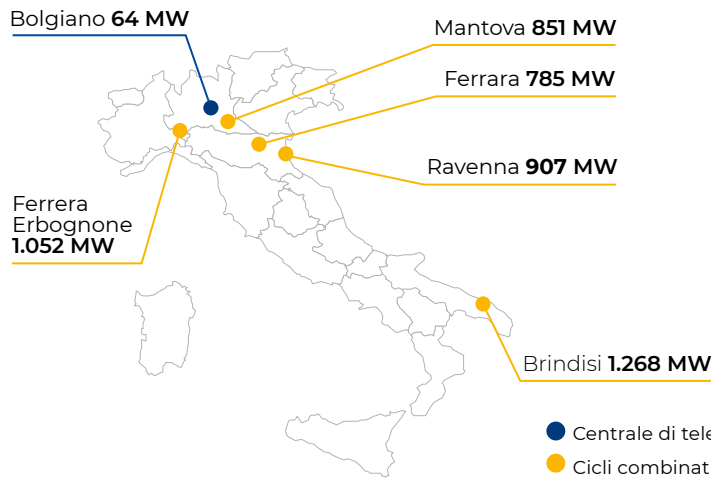 Bolgiano 64 MW
Mantova 851 MW
Ferrara 785 MW
Ravenna 907 MW
Ferrera
Erbognone
1.052 MW
Brindisi 1.268 MW
Centrale di tele
Cicli combinat